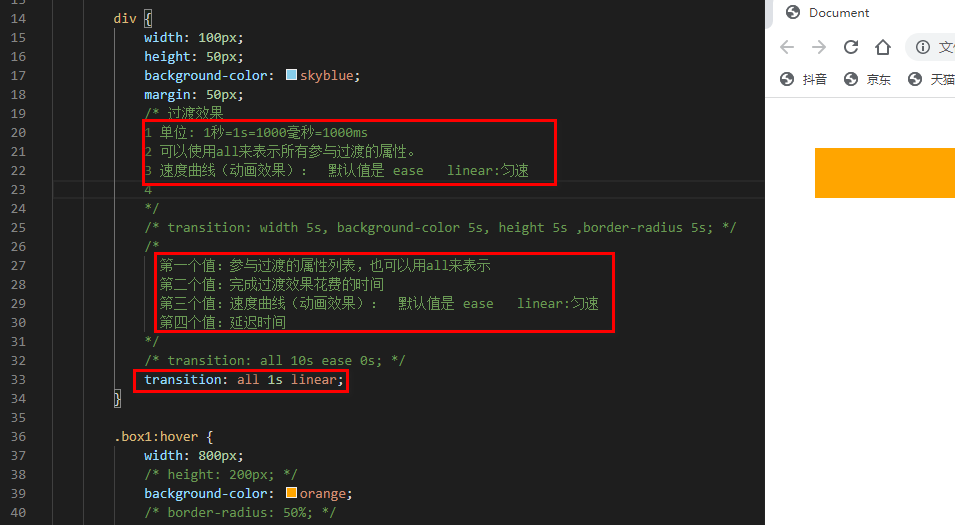 14 div {
15 width: 100px;
16 height: 50px;
17 background-color: skyblue;
18 margin: 50px;
19 /* 过渡效果
20 1 单位: 1秒=1s=1000毫秒=1000ms
21 2 可以使用all来表示所有参与过渡的属性。
22 3 速度曲线（动画效果）： 默认值是 ease linear:匀速
23 4
24 */
25 /* transition: width 5s, background-color 5s, height 5s ,border-radius 5s; */
26 /*
27 第一个值: 参与过渡的属性列表，也可以用all来表示
28 第二个值: 完成过渡效果花费的时间
29 第三个值: 速度曲线（动画效果）： 默认值是 ease linear:匀速
30 第四个值: 延迟时间
31 */
32 /* transition: all 10s ease 0s; */
33 transition: all 1s linear;
34 }
35
36 .box1:hover {
37 width: 800px;
38 /* height: 200px; */
39 background-color: orange;
40 /* border-radius: 50%; */
Document
抖音 京东 天猫